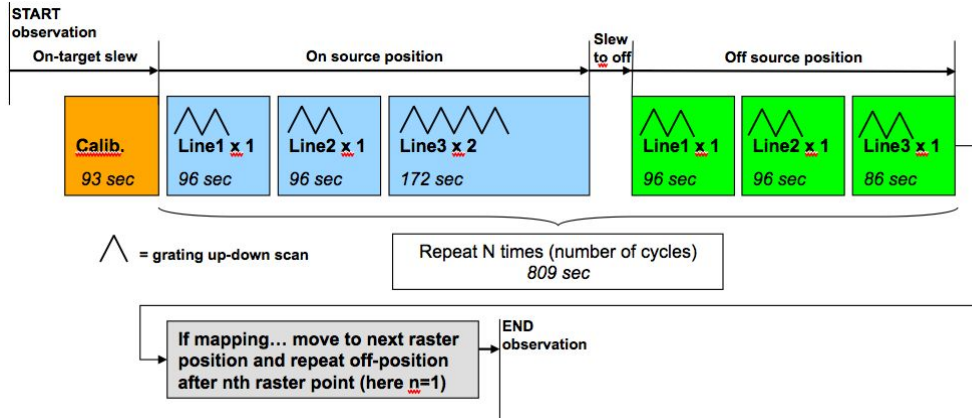 START
observation
On-target slew
On source position
Slew
to off
Off source position
Calib.
93 sec
Line1 x 1
96 sec
Line2 x 1
96 sec
Line3 x 2
172 sec
Line1 x 1
96 sec
Line2 x 1
96 sec
Line3 x 1
86 sec
= grating up-down scan
Repeat N times (number of cycles)
809 sec
If mapping... move to next raster
position and repeat off-position
after nth raster point (here n=1)
END
observation